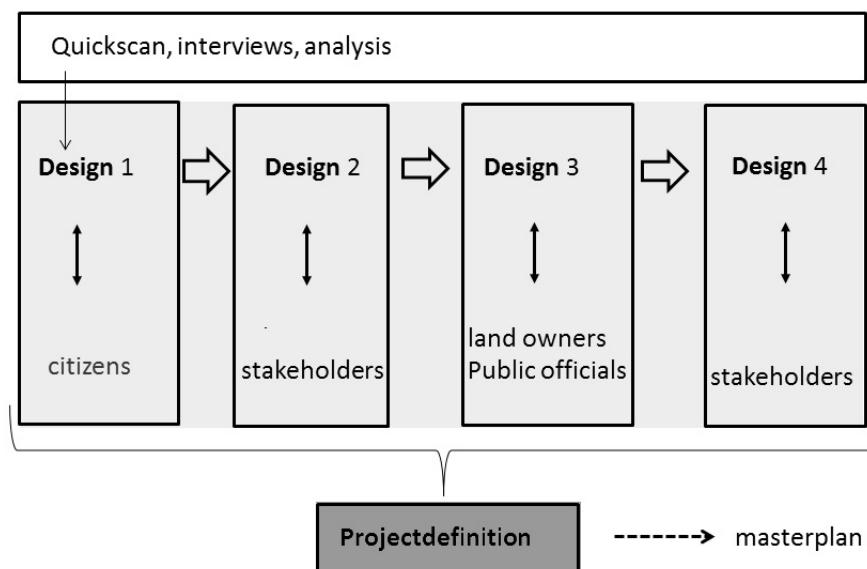 Quickscan, interviews, analysis
Design 1
Design 2
Design 3
Design 4
citizens
stakeholders
land owners
Public officials
stakeholders
Projectdefinition
masterplan